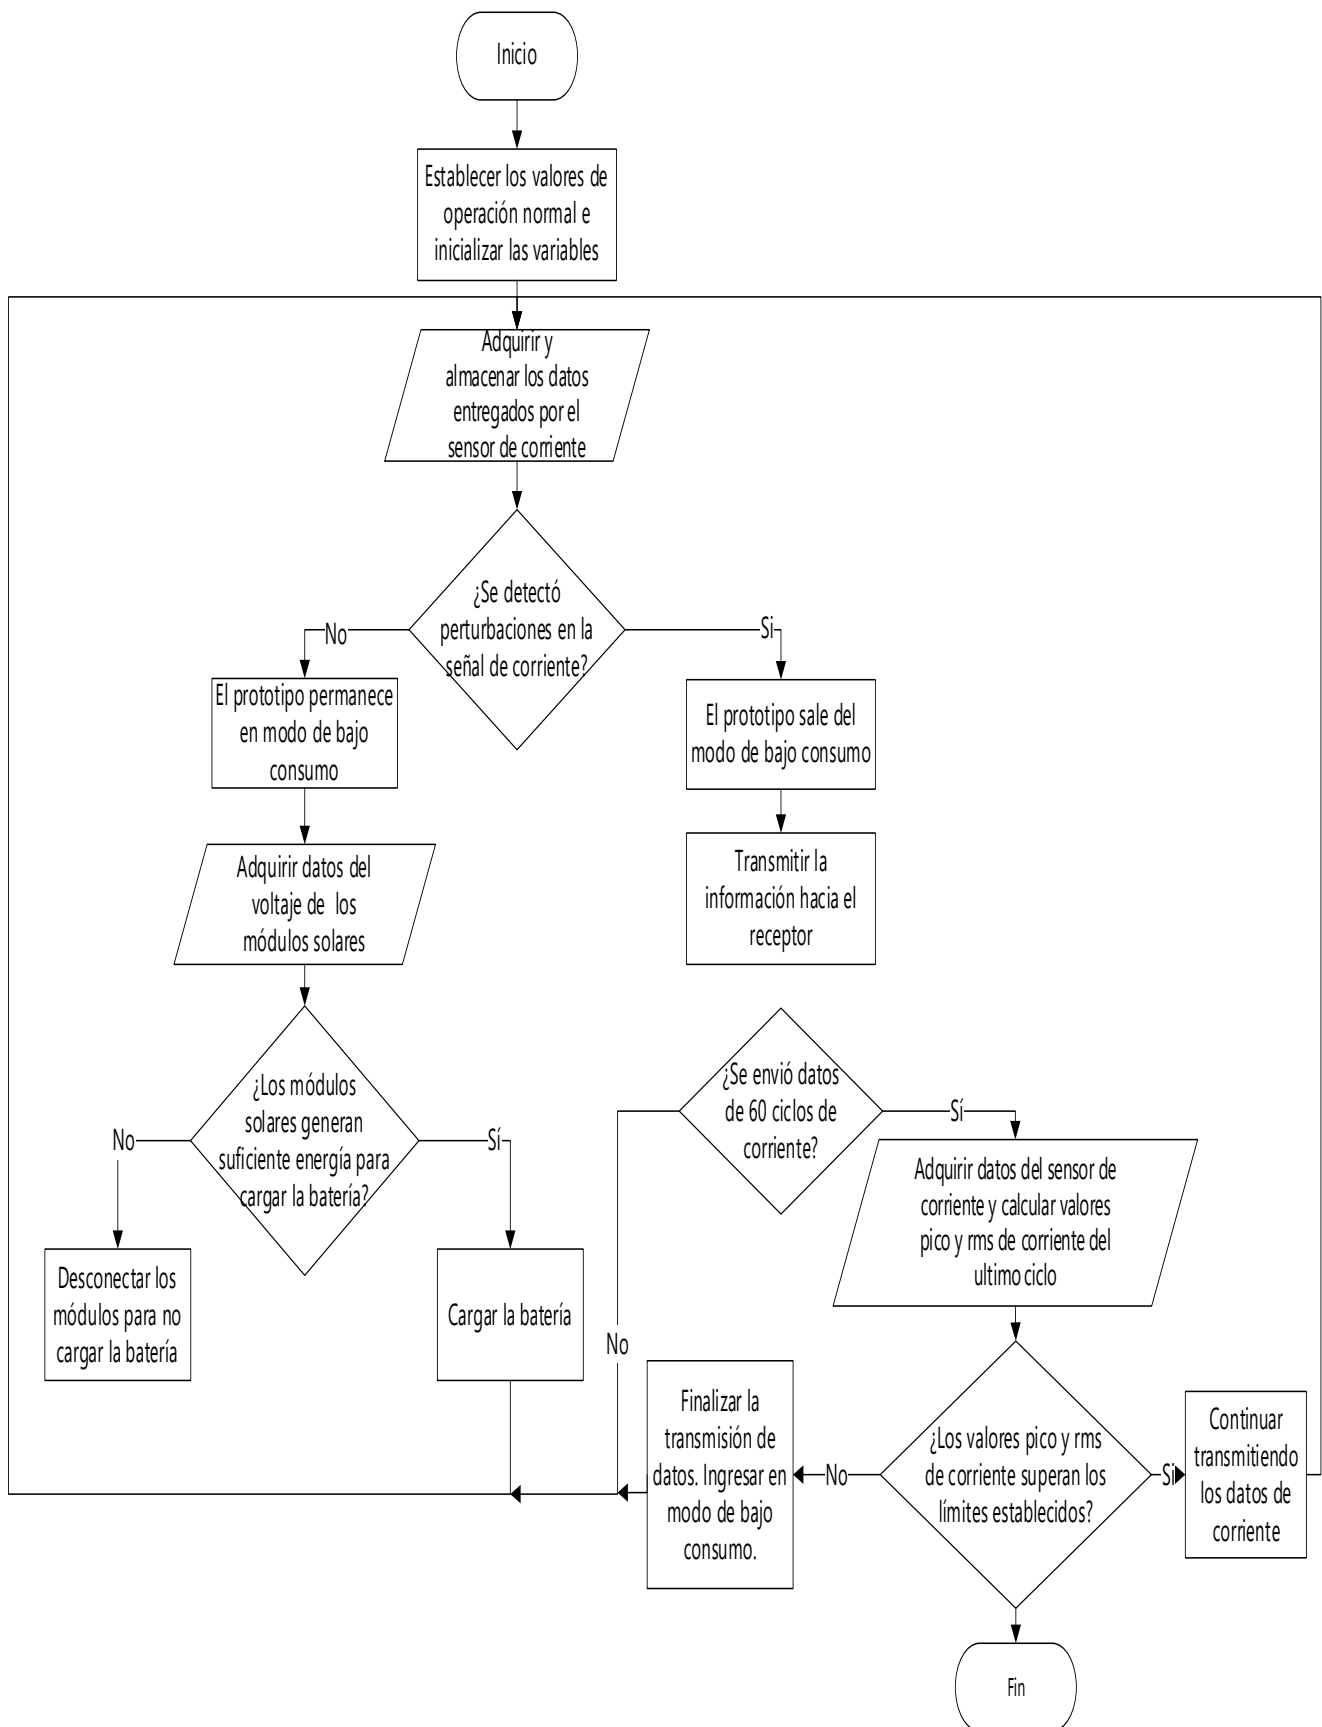 Inicio
Establecer los valores de
operación normal e
inicializar las variables
Adquirir y
almacenar los datos
entregados por el
sensor de corriente
¿Se detectó
perturbaciones en la
señal de corriente?
No
Si
El prototipo permanece
en modo de bajo
consumo
El prototipo sale del
modo de bajo consumo
Adquirir datos del
voltaje de los
módulos solares
Transmitir la
información hacia el
receptor
¿Los módulos
solares generan
suficiente energía para
cargar la batería?
No
Sí
¿Se envió datos
de 60 ciclos de
corriente?
Sí
No
Adquirir datos del sensor de
corriente y calcular valores
pico y rms de corriente del
ultimo ciclo
Desconectar los
módulos para no
cargar la batería
Cargar la batería
Finalizar la
transmisión de
datos. Ingresar en
modo de bajo
consumo.
No
¿Los valores pico y rms
de corriente superan los
límites establecidos?
Si
Continuar
transmitiendo
los datos de
corriente
Fin